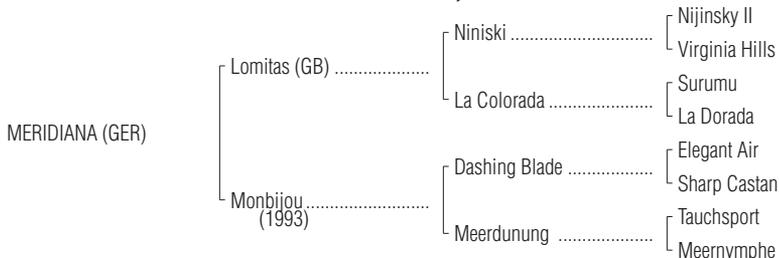 Nijinsky II
Niniski ......................
Virginia Hills
Lomitas (GB) ....................
Surumu
La Colorada ......................
La Dorada
MERIDIANA (GER)
Elegant Air
Dashing Blade ..................
Sharp Castan
Monbijou ..........................
(1993)
Tauchsport
Meerdunung ....................
Meernymphe